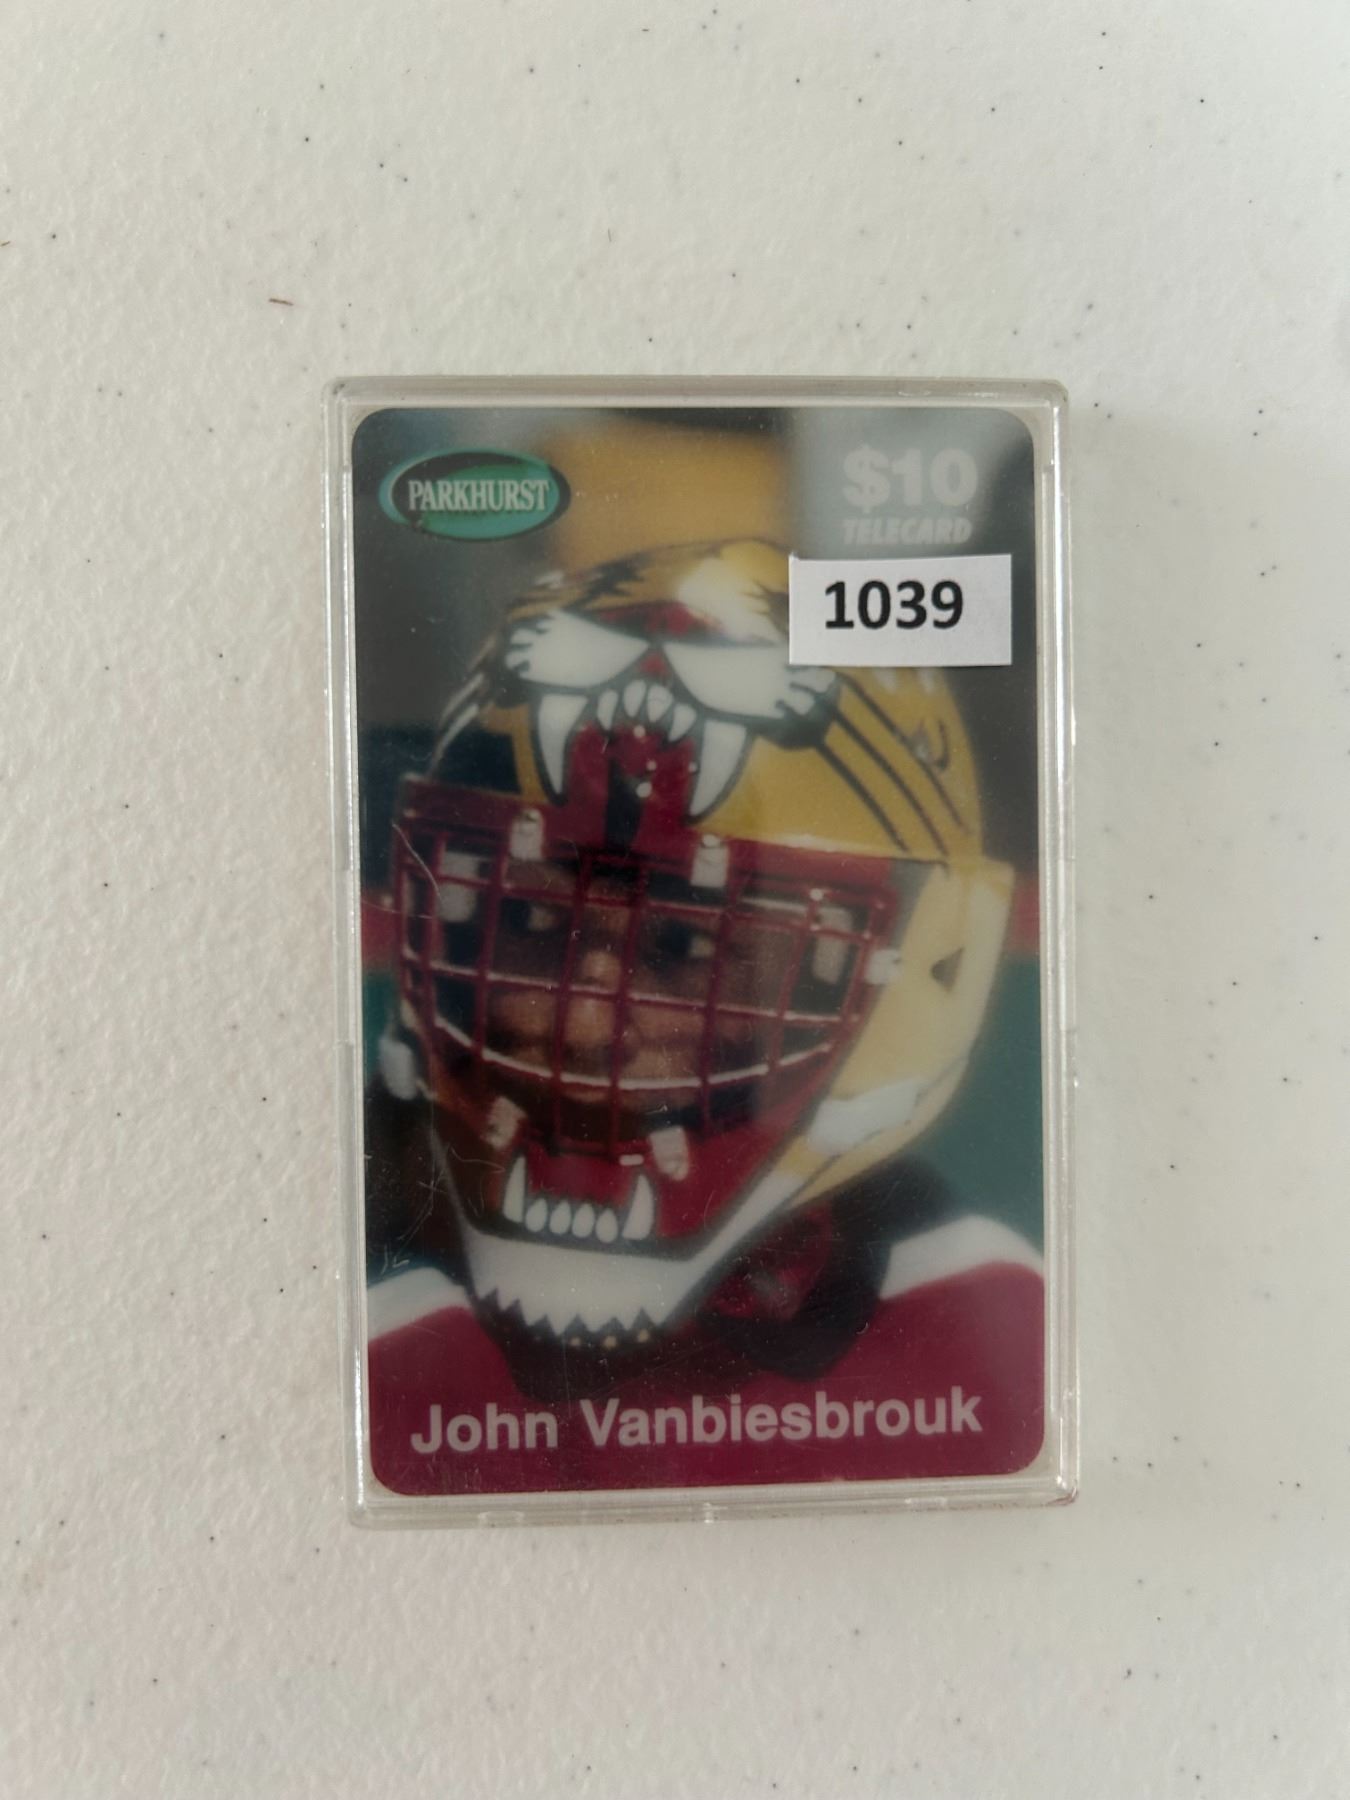 PARKHURST
$10
TELECARD
1039
John Vanbiesbrouk